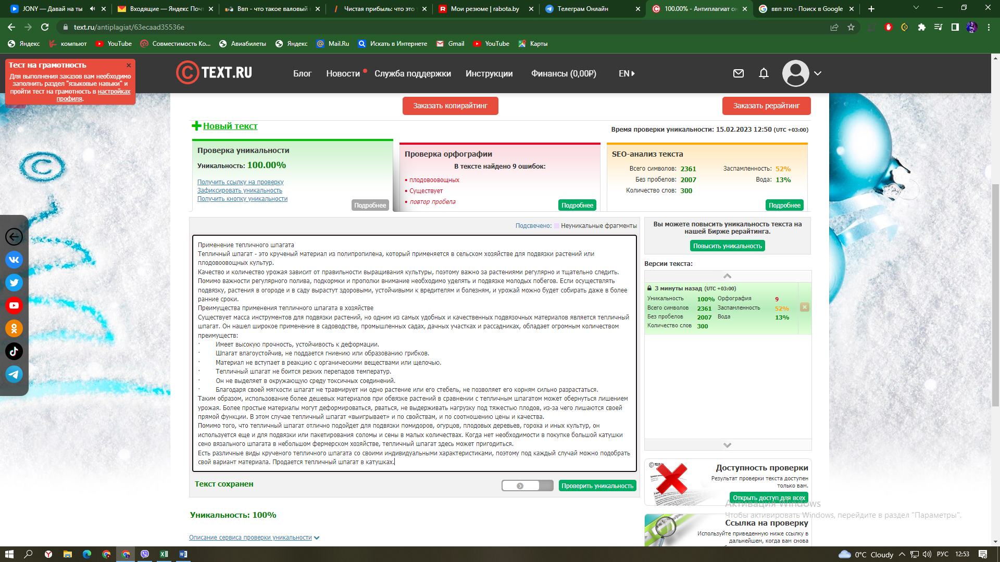 JONY — Давай на ты
Входящие — Яндекс Почт
Ввп - что такое валовый
Чистая прибыль: что это
Мои резюме | rabota.by
Телеграм Онлайн
100.00% - Антиплагиат он
ввп это - Поиск в Google
text.ru/antiplagiat/63ecaad35536e
Яндекс
компьют
YouTube
Совместимость Ко...
Авиабилеты
Яндекс
Mail.Ru
Искать в Интернете
Gmail
YouTube
Карты
Тест на грамотность
Для выполнения заказов вам необходимо
заполнить раздел "языковые навыки" и
пройти тест на грамотность в настройках
профиля.
TEXT.RU
Блог
Новости
Служба поддержки
Инструкции
Финансы (0,00₽)
EN
Заказать копирайтинг
Заказать рерайтинг
Новый текст
Время проверки уникальности: 15.02.2023 12:50 (UTC +03:00)
Проверка уникальности
Уникальность: 100.00%
Получить ссылку на проверку
Зафиксировать уникальность
Получить кнопку уникальности
Подробнее
Проверка орфографии
В тексте найдено 9 ошибок:
• плодовоовощных
• Существует
• повтор пробела
Подробнее
SEO-анализ текста
Всего символов: 2361
Заспамленность: 52%
Без пробелов: 2007
Вода: 13%
Количество слов: 300
Подробнее
Подсвечено: Неуникальные фрагменты
Применение тепличного шпагата
Тепличный шпагат - это крученый материал из полипропилена, который применяется в сельском хозяйстве для подвязки растений или
плодовоовощных культур.
Качество и количество урожая зависит от правильности выращивания культуры, поэтому важно за растениями регулярно и тщательно следить.
Помимо важности регулярного полива, подкормки и прополки внимание необходимо уделять и подвязке молодых побегов. Если осуществлять
подвязку, растения в огороде и в саду вырастут здоровыми, устойчивыми к вредителям и болезням, и урожай можно будет собирать даже в более
ранние сроки.
Преимущества применения тепличного шпагата в хозяйстве
Существует масса инструментов для подвязки растений, но одним из самых удобных и качественных подвязочных материалов является тепличный
шпагат. Он нашел широкое применение в садоводстве, промышленных садах, дачных участках и рассадниках, обладает огромным количеством
преимуществ:
· Имеет высокую прочность, устойчивость к деформации.
· Шпагат влагоустойчив, не поддается гниению или образованию грибков.
· Материал не вступает в реакцию с органическими веществами или щелочью.
· Тепличный шпагат не боится резких перепадов температур.
· Он не выделяет в окружающую среду токсичных соединений.
· Благодаря своей мягкости шпагат не травмирует ни одно растение или его стебель, не позволяет его корням сильно разрастаться.
Таким образом, использование более дешевых материалов при обвязке растений в сравнении с тепличным шпагатом может обернуться лишением
урожая. Более простые материалы могут деформироваться, рваться, не выдерживать нагрузку под тяжестью плодов, из-за чего лишаются своей
прямой функции. В этом случае тепличный шпагат «выигрывает» и по свойствам, и по соотношению цены и качества.
Помимо того, что тепличный шпагат отлично подойдет для подвязки помидоров, огурцов, плодовых деревьев, гороха и иных культур, он
используется еще и для подвязки или пакетирования соломы и сены в малых количествах. Когда нет необходимости в покупке большой катушки
сено вязального шпагата в небольшом фермерском хозяйстве, тепличный шпагат здесь может пригодиться.
Есть различные виды крученого тепличного шпагата со своими индивидуальными характеристиками, поэтому под каждый случай можно подобрать
свой вариант материала. Продается тепличный шпагат в катушках.
Текст сохранен
Проверить уникальность
Уникальность: 100%
Описание сервиса проверки уникальности
Вы можете повысить уникальность текста на
нашей Бирже рерайтинга.
Повысить уникальность
Версии текста:
3 минуты назад (UTC +03:00)
Уникальность 100% Орфография 9
Всего символов 2361 Заспамленность 52%
Без пробелов 2007 Вода 13%
Количество слов 300
Доступность проверки
Результат проверки текста доступен
только вам.
Открыть доступ для всех
Активация Windows
Чтобы активировать Windows, перейдите в раздел "Параметры".
Ссылка на проверку
Используйте приведенную ниже ссылку в
дальнейшем, когда вам снова
0°C Cloudy
РУС
12:53